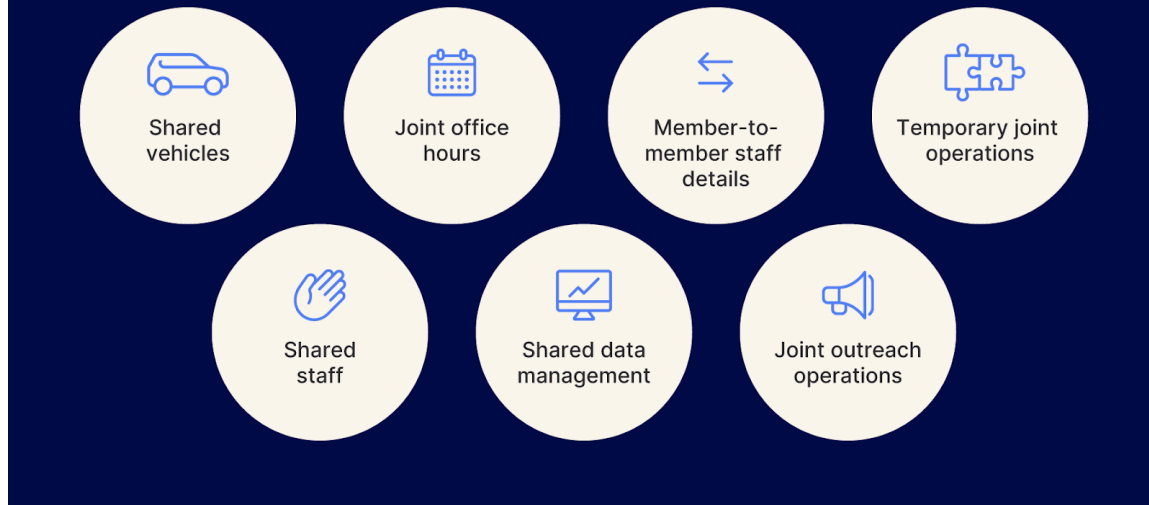 Shared
vehicles
Joint office
hours
Member-to-
member staff
details
Temporary joint
operations
Shared
staff
Shared data
management
Joint outreach
operations